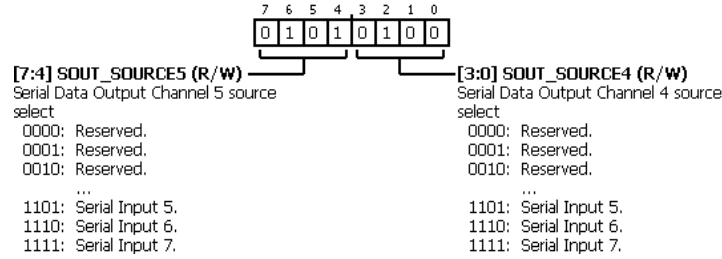 7 6 5 4 3 2 1 0
0 1 0 1 0 1 0 0
[7:4] SOUT_SOURCE5 (R/W)
Serial Data Output Channel 5 source
select
0000: Reserved.
0001: Reserved.
0010: Reserved.
...
1101: Serial Input 5.
1110: Serial Input 6.
1111: Serial Input 7.
[3:0] SOUT_SOURCE4 (R/W)
Serial Data Output Channel 4 source
select
0000: Reserved.
0001: Reserved.
0010: Reserved.
...
1101: Serial Input 5.
1110: Serial Input 6.
1111: Serial Input 7.